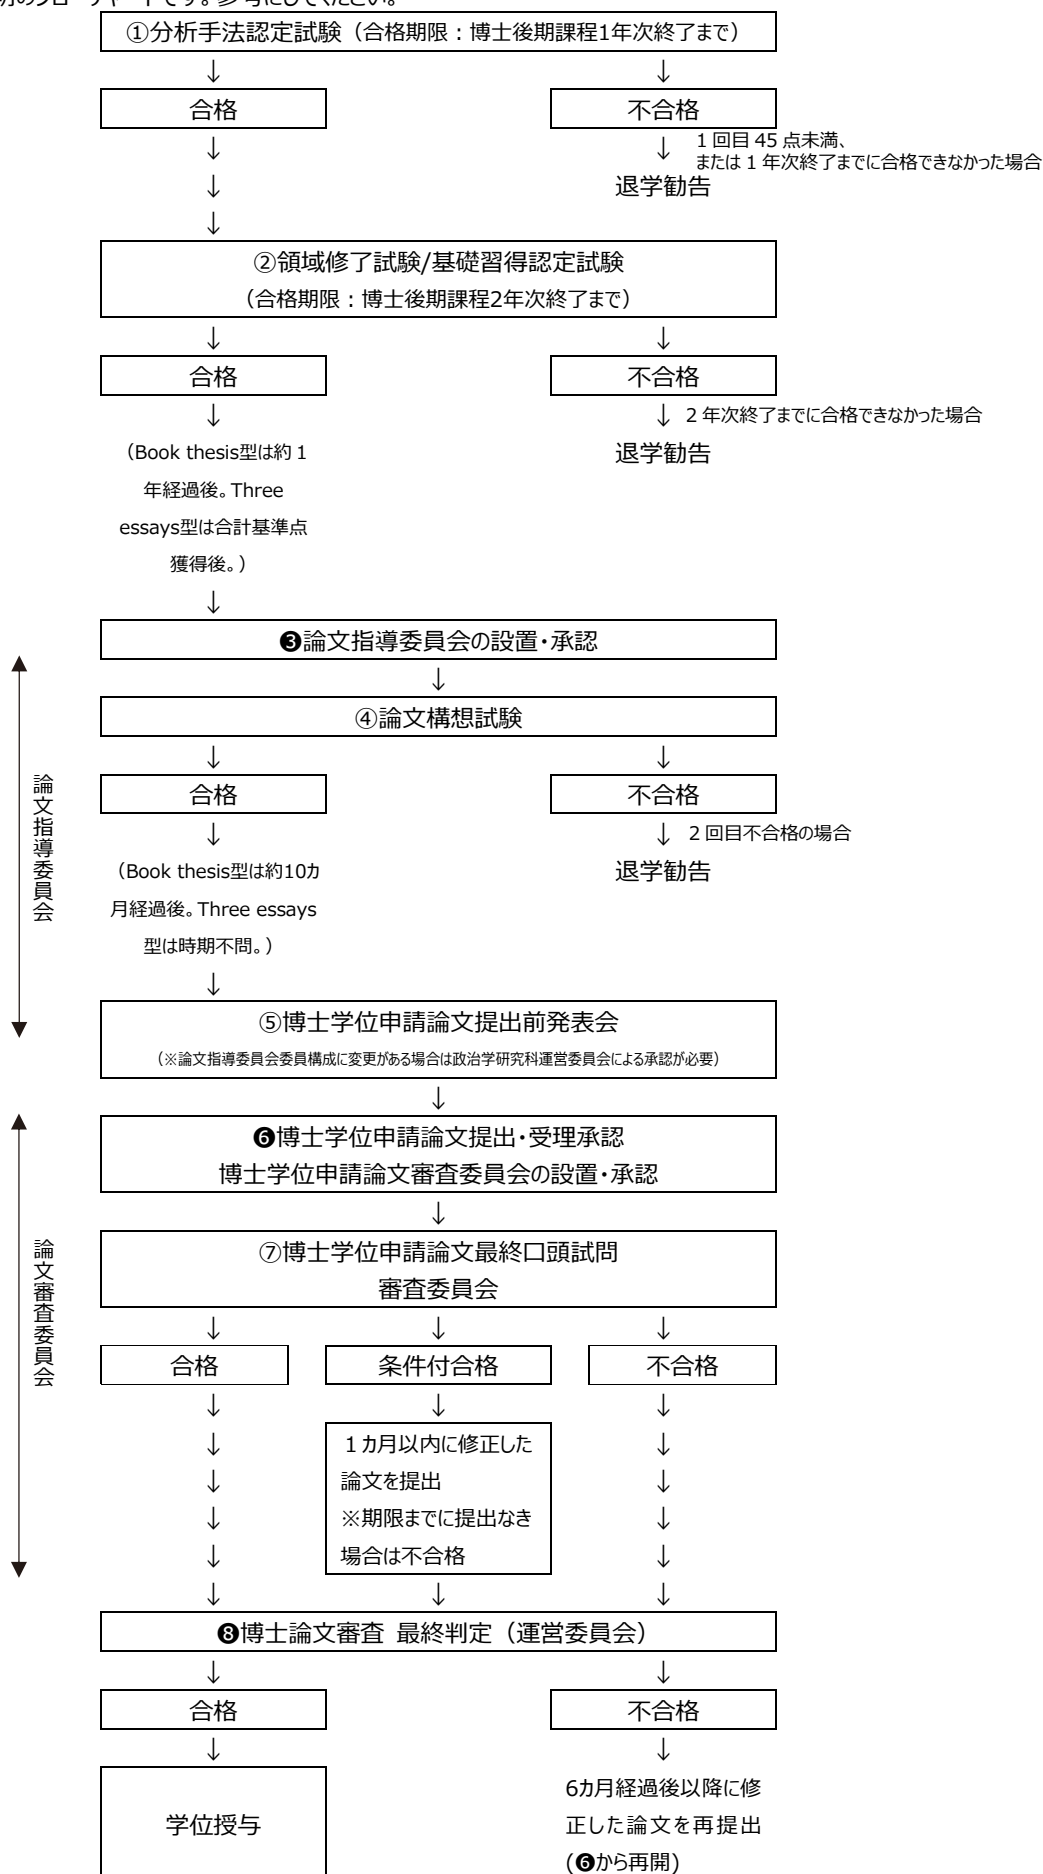 ①分析手法認定試験（合格期限：博士後期課程1年次終了まで）
↓ ↓
合格 不合格
↓ ↓ 1回目45点未満、
または1年次終了までに合格できなかった場合
↓ 退学勧告
↓
②領域修了試験/基礎習得認定試験
（合格期限：博士後期課程2年次終了まで）
↓ ↓
合格 不合格
↓ ↓ 2年次終了までに合格できなかった場合
（Book thesis型は約1 退学勧告
年経過後。Three
essays型は合計基準点
獲得後。）
↓
❸論文指導委員会の設置・承認
↓
④論文構想試験
↓ ↓
合格 不合格
↓ ↓ 2回目不合格の場合
（Book thesis型は約10カ 退学勧告
月経過後。Three essays
型は時期不問。）
↓
論文指導委員会
⑤博士学位申請論文提出前発表会
（※論文指導委員会委員構成に変更がある場合は政治学研究科運営委員会による承認が必要）
↓
❻博士学位申請論文提出・受理承認
博士学位申請論文審査委員会の設置・承認
↓
⑦博士学位申請論文最終口頭試問
審査委員会
↓ ↓ ↓
合格 条件付合格 不合格
↓ ↓ ↓
↓ 1カ月以内に修正した ↓
↓ 論文を提出 ↓
↓ ※期限までに提出なき ↓
↓ 場合は不合格 ↓
↓ ↓ ↓
論文審査委員会
❽博士論文審査 最終判定（運営委員会）
↓ ↓
合格 不合格
↓ ↓
学位授与
6カ月経過後以降に修
正した論文を再提出
(❻から再開)